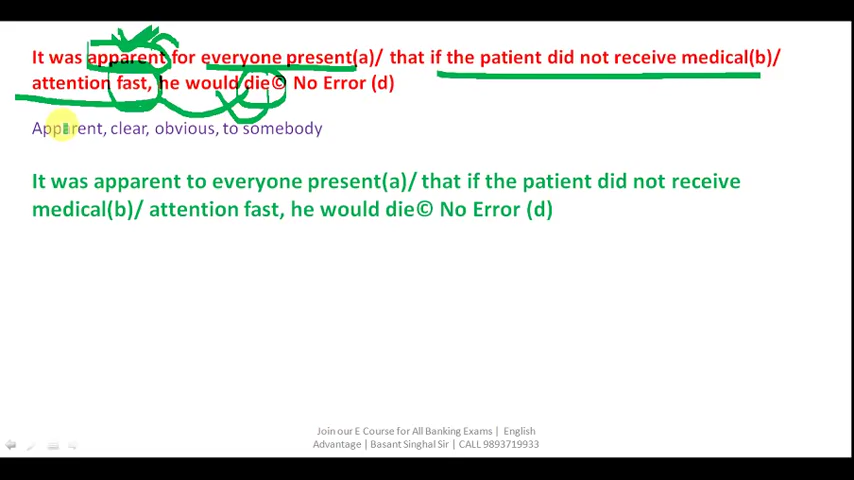 It was apparent for everyone present(a)/ that if the patient did not receive medical(b)/
attention fast, he would die© No Error (d)
Apparent, clear, obvious, to somebody
It was apparent to everyone present(a)/ that if the patient did not receive
medical(b)/ attention fast, he would die© No Error (d)
Join our E Course for All Banking Exams | English
Advantage | Basant Singhal Sir | CALL 9893719933